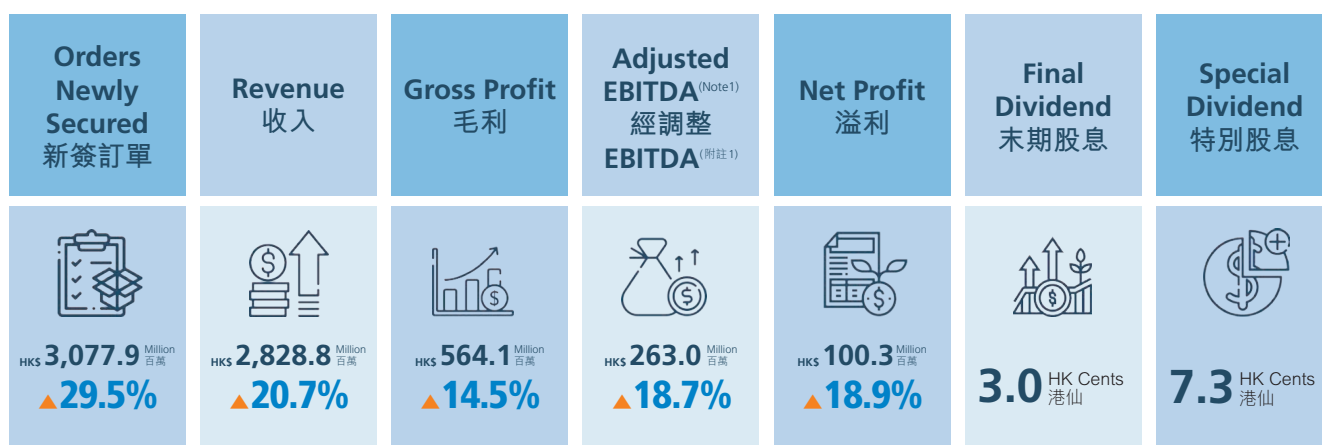 Orders
Newly
Secured
新簽訂單
Revenue
收入
Gross Profit
毛利
Adjusted
EBITDA(Note1)
經調整
EBITDA(附註1)
Net Profit
溢利
Final
Dividend
末期股息
Special
Dividend
特別股息
HK$ 3,077.9 Million
百萬
▲29.5%
HK$ 2,828.8 Million
百萬
▲20.7%
HK$ 564.1 Million
百萬
▲14.5%
HK$ 263.0 Million
百萬
▲18.7%
HK$ 100.3 Million
百萬
▲18.9%
3.0 HK Cents
港仙
7.3 HK Cents
港仙